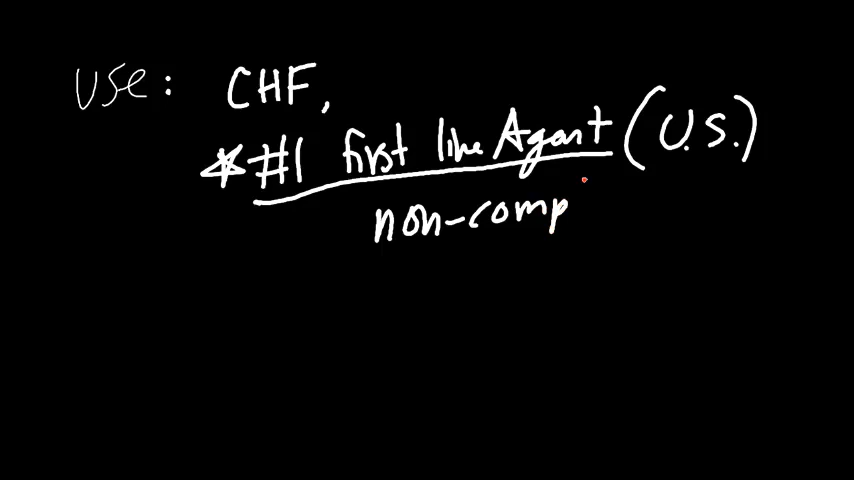 use: CHF,
*#1 first line Agent (U.S.)
non-comp